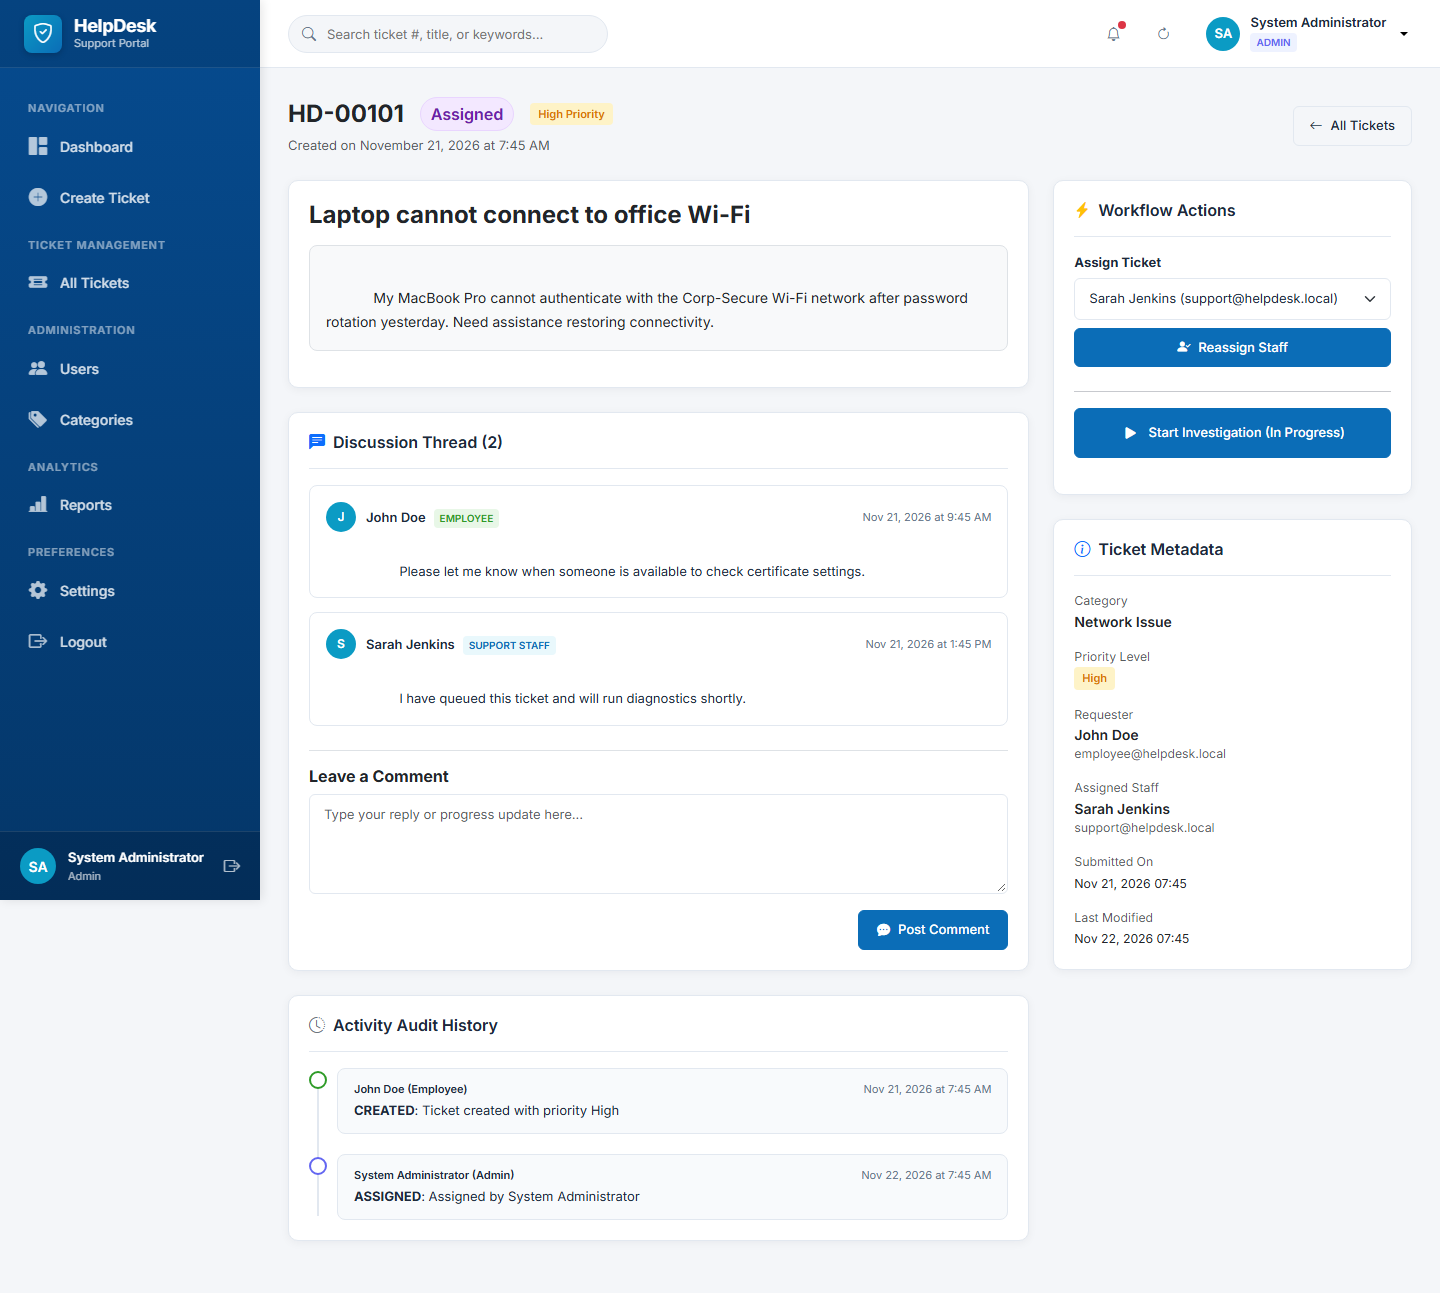 HelpDesk
Support Portal
NAVIGATION
Dashboard
Create Ticket
TICKET MANAGEMENT
All Tickets
ADMINISTRATION
Users
Categories
ANALYTICS
Reports
PREFERENCES
Settings
Logout
SA
System Administrator
Admin
Search ticket #, title, or keywords...
SA
System Administrator
ADMIN
HD-00101
Assigned
High Priority
Created on November 21, 2026 at 7:45 AM
All Tickets
Laptop cannot connect to office Wi-Fi
My MacBook Pro cannot authenticate with the Corp-Secure Wi-Fi network after password
rotation yesterday. Need assistance restoring connectivity.
Discussion Thread (2)
J
John Doe
EMPLOYEE
Nov 21, 2026 at 9:45 AM
Please let me know when someone is available to check certificate settings.
S
Sarah Jenkins
SUPPORT STAFF
Nov 21, 2026 at 1:45 PM
I have queued this ticket and will run diagnostics shortly.
Leave a Comment
Type your reply or progress update here...
Post Comment
Activity Audit History
John Doe (Employee)
Nov 21, 2026 at 7:45 AM
CREATED: Ticket created with priority High
System Administrator (Admin)
Nov 22, 2026 at 7:45 AM
ASSIGNED: Assigned by System Administrator
Workflow Actions
Assign Ticket
Sarah Jenkins (support@helpdesk.local)
Reassign Staff
Start Investigation (In Progress)
Ticket Metadata
Category
Network Issue
Priority Level
High
Requester
John Doe
employee@helpdesk.local
Assigned Staff
Sarah Jenkins
support@helpdesk.local
Submitted On
Nov 21, 2026 07:45
Last Modified
Nov 22, 2026 07:45